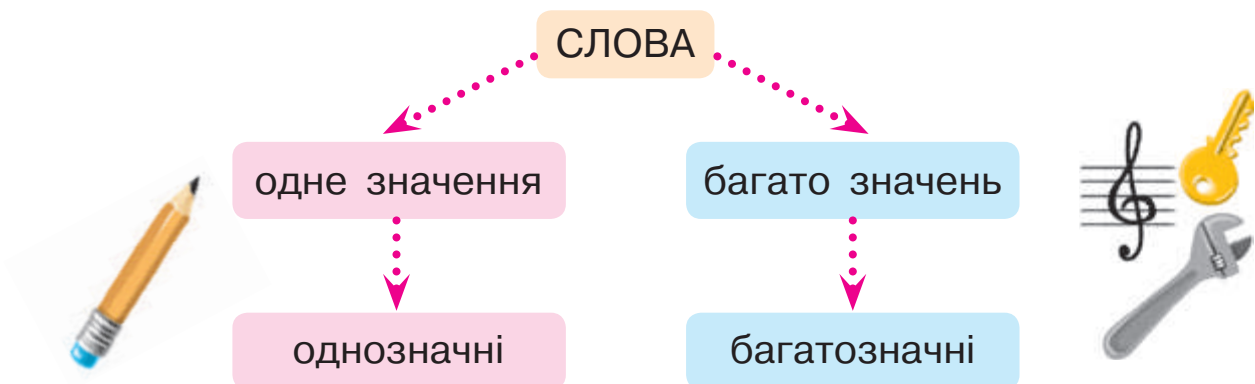 СЛОВА
одне значення
багато значень
однозначні
багатозначні